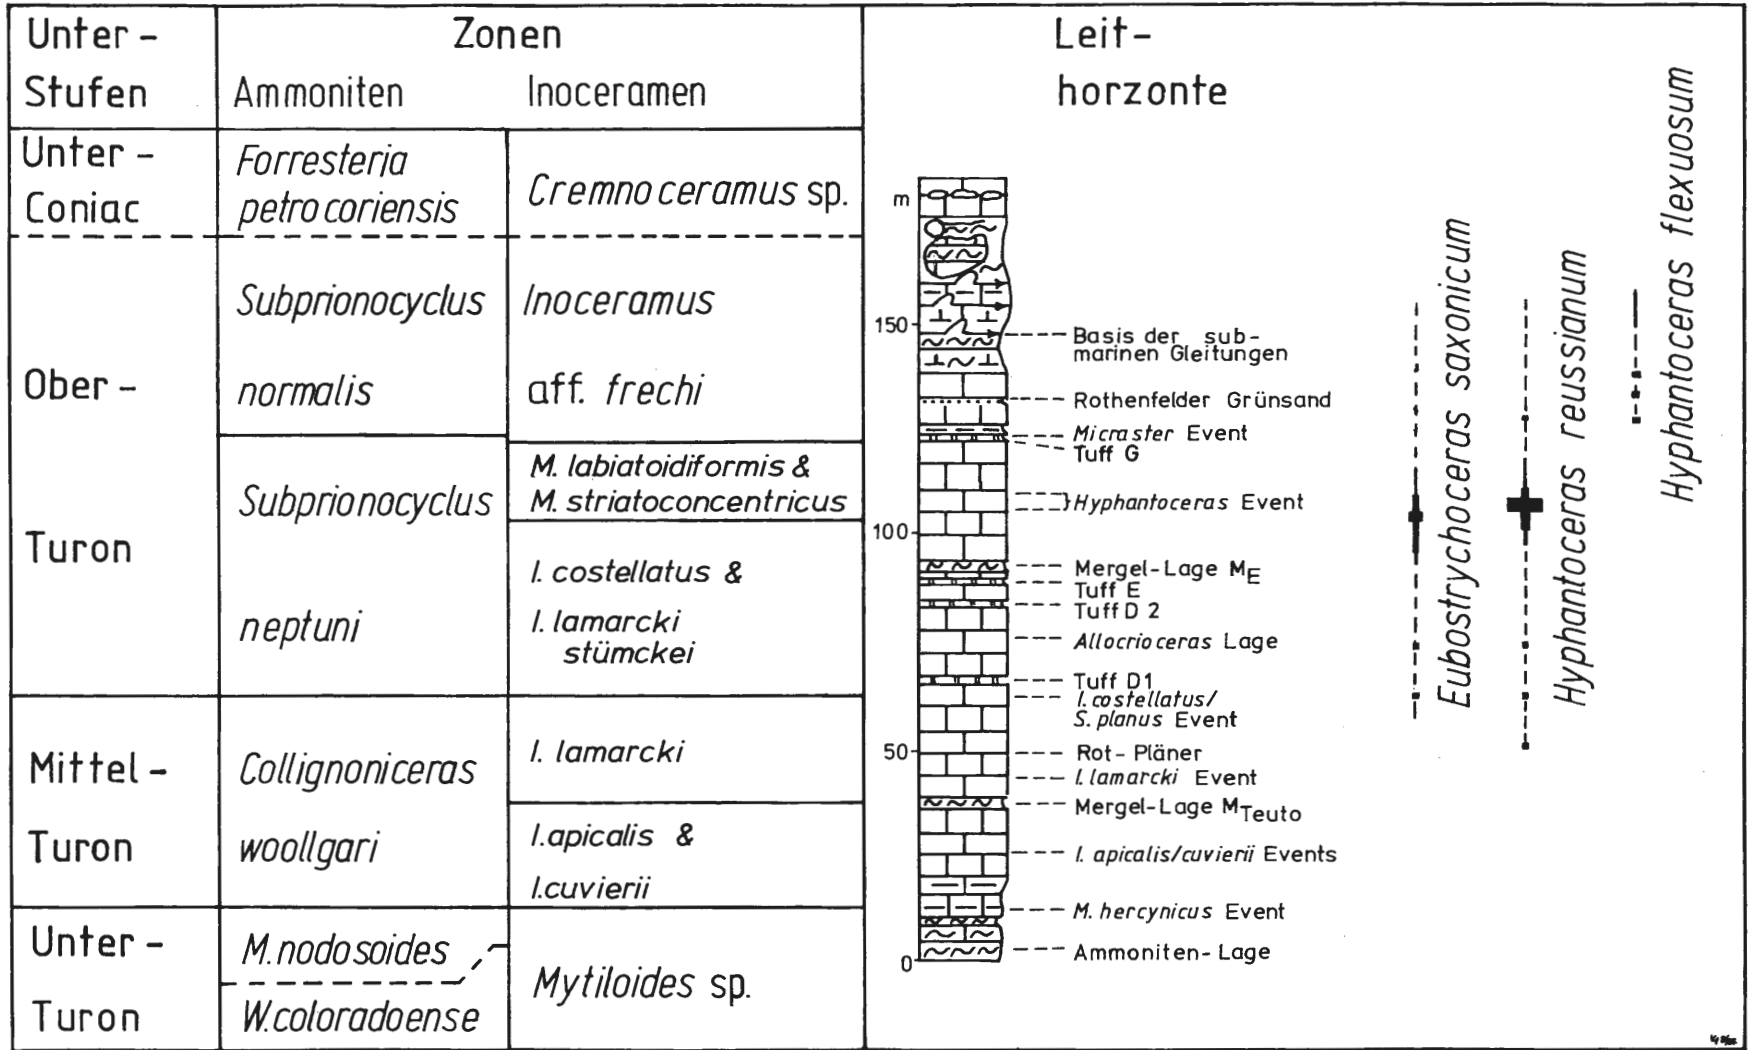 Unter-
Stufen
Zonen
Ammoniten
Inoceramen
Leit-
horzonte
Unter-
Coniac
Forresteria
petrocoriensis
Cremnoceramus sp.
Ober-
Turon
Subprionocyclus
normalis
Inoceramus
aff. frechi
Subprionocyclus
neptuni
M. labiatoidiformis &
M. striatoconcentricus
I. costellatus &
I. lamarcki
stümckei
Mittel-
Turon
Collignoniceras
woollgari
I. lamarcki
I. apicalis &
I. cuvierii
Unter-
Turon
M. nodosoides
W. coloradoense
Mytiloides sp.
m
150
100
50
0
Basis der sub-
marinen Gleitungen
Rothenfelder Grünsand
Micraster Event
Tuff G
}Hyphantoceras Event
Mergel-Lage ME
Tuff E
Tuff D 2
Allocrioceras Lage
Tuff D1
I. costellatus/
S. planus Event
Rot-Pläner
I. lamarcki Event
Mergel-Lage MTeuto
I. apicalis/cuvierii Events
M. hercynicus Event
Ammoniten-Lage
Eubostrychoceras saxonicum
Hyphantoceras reussianum
Hyphantoceras flexuosum